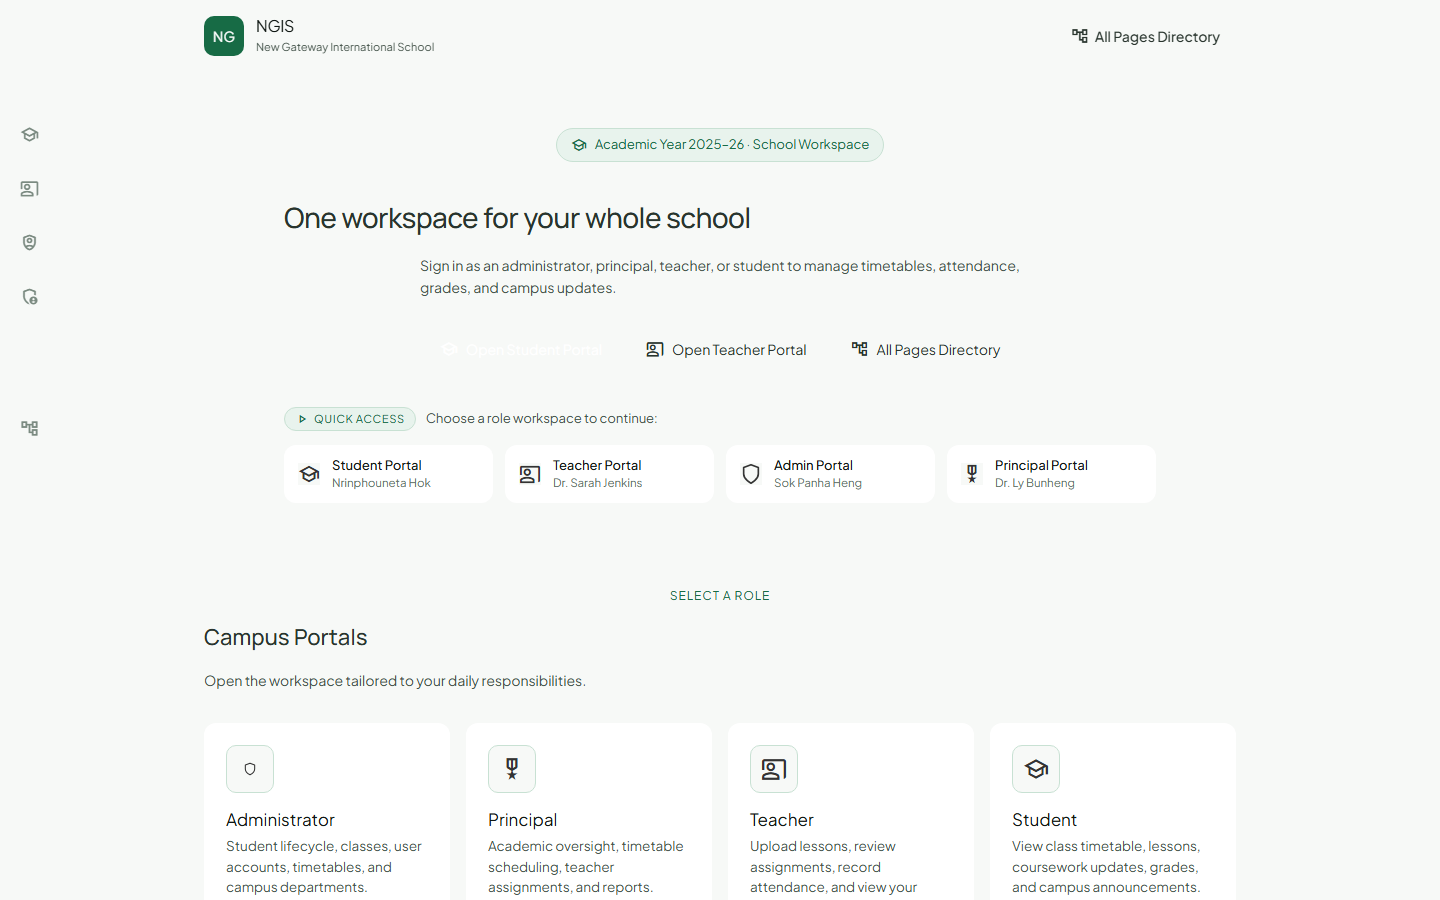 NG
NGIS
New Gateway International School
All Pages Directory
Academic Year 2025–26 · School Workspace
One workspace for your whole school
Sign in as an administrator, principal, teacher, or student to manage timetables, attendance,
grades, and campus updates.
Open Student Portal
Open Teacher Portal
All Pages Directory
QUICK ACCESS
Choose a role workspace to continue:
Student Portal
Nrinphouneta Hok
Teacher Portal
Dr. Sarah Jenkins
Admin Portal
Sok Panha Heng
Principal Portal
Dr. Ly Bunheng
SELECT A ROLE
Campus Portals
Open the workspace tailored to your daily responsibilities.
Administrator
Student lifecycle, classes, user
accounts, timetables, and
campus departments.
Principal
Academic oversight, timetable
scheduling, teacher
assignments, and reports.
Teacher
Upload lessons, review
assignments, record
attendance, and view your
Student
View class timetable, lessons,
coursework updates, grades,
and campus announcements.